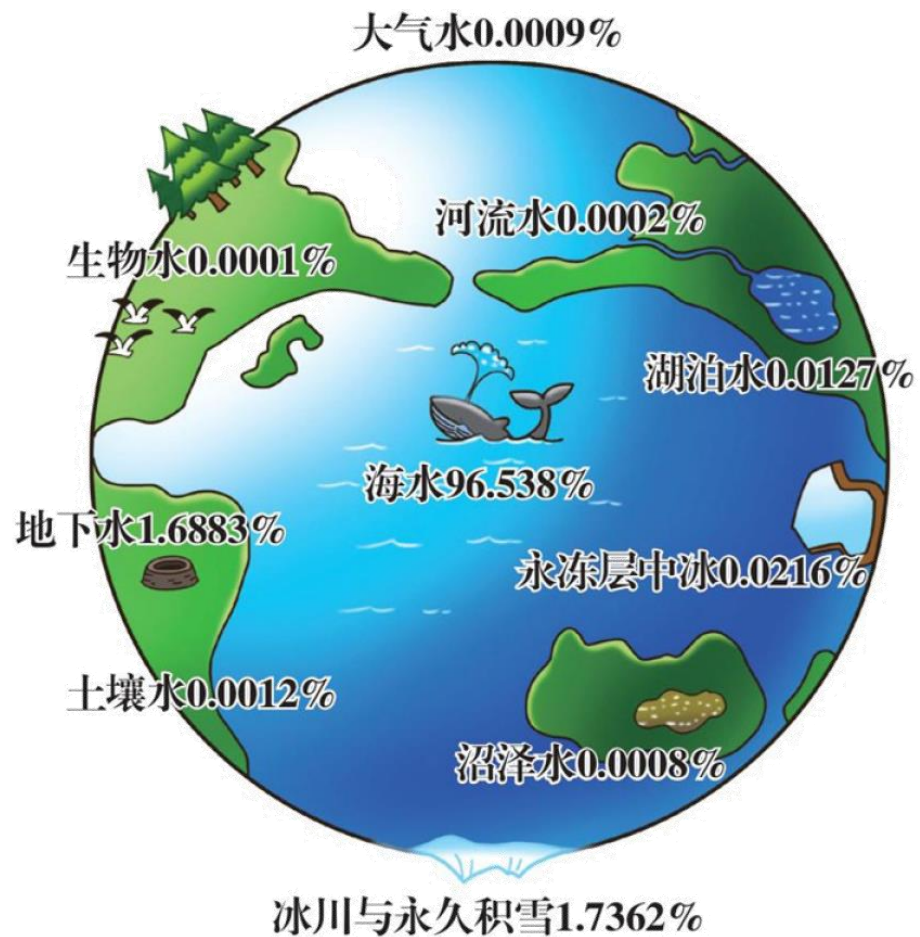 大气水0.0009%
河流水0.0002%
生物水0.0001%
湖泊水0.0127%
海水96.538%
地下水1.6883%
永冻层中冰0.0216%
土壤水0.0012%
沼泽水0.0008%
冰川与永久积雪1.7362%